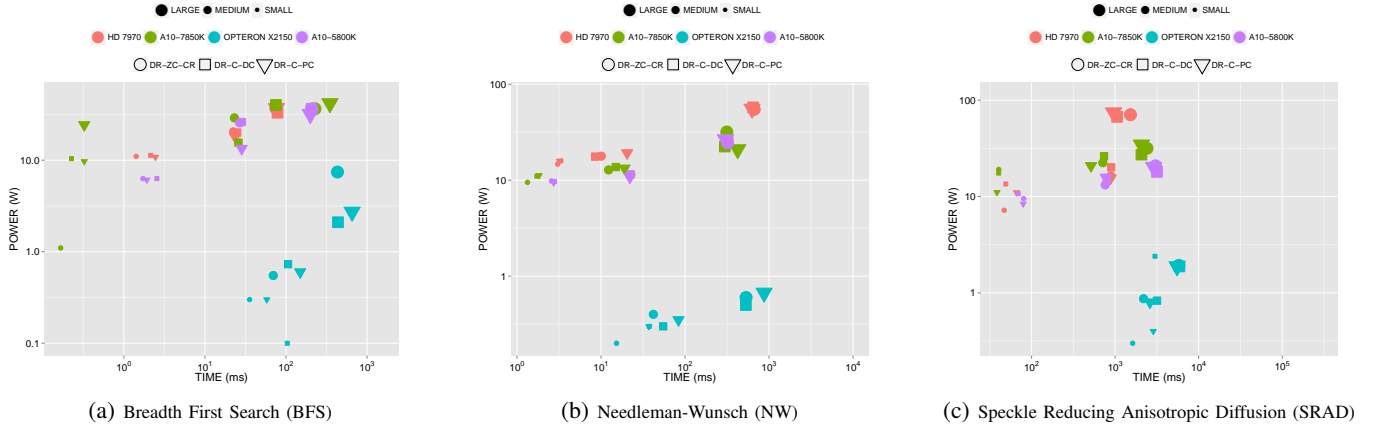 LARGE MEDIUM SMALL
HD 7970 A10-7850K OPTERON X2150 A10-5800K
DR-ZC-CR DR-C-DC DR-C-PC
POWER (W)
10.0
1.0
0.1
10^0 10^1 10^2 10^3
TIME (ms)
(a) Breadth First Search (BFS)
LARGE MEDIUM SMALL
HD 7970 A10-7850K OPTERON X2150 A10-5800K
DR-ZC-CR DR-C-DC DR-C-PC
POWER (W)
100
10
1
10^0 10^1 10^2 10^3 10^4
TIME (ms)
(b) Needleman-Wunsch (NW)
LARGE MEDIUM SMALL
HD 7970 A10-7850K OPTERON X2150 A10-5800K
DR-ZC-CR DR-C-DC DR-C-PC
POWER (W)
100
10
1
10^2 10^3 10^4 10^5
TIME (ms)
(c) Speckle Reducing Anisotropic Diffusion (SRAD)